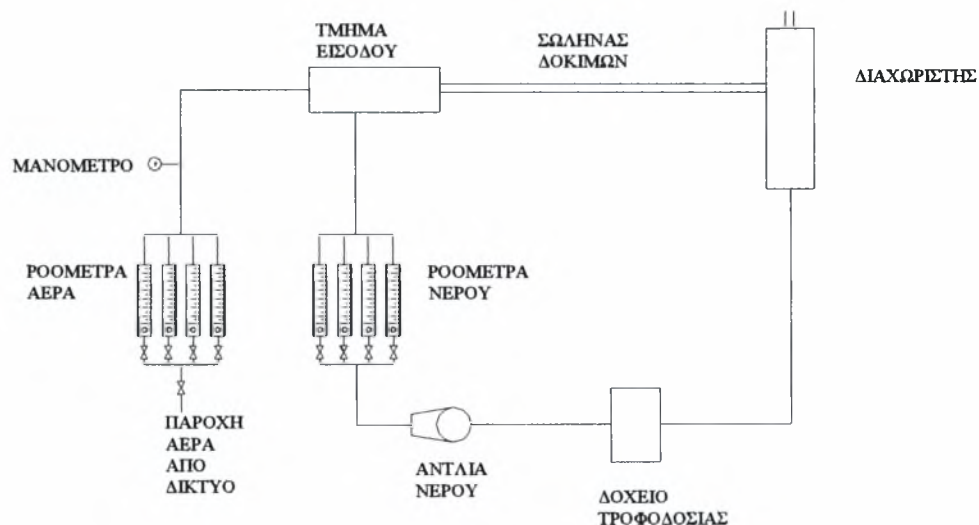 ΤΜΗΜΑ
ΕΙΣΟΔΟΥ
ΣΩΛΗΝΑΣ
ΔΟΚΙΜΩΝ
ΔΙΑΧΩΡΙΣΤΗΣ
ΜΑΝΟΜΕΤΡΟ
ΡΟΟΜΕΤΡΑ
ΑΕΡΑ
ΡΟΟΜΕΤΡΑ
ΝΕΡΟΥ
ΠΑΡΟΧΗ
ΑΕΡΑ
ΑΠΟ
ΔΙΚΤΥΟ
ΑΝΤΛΙΑ
ΝΕΡΟΥ
ΔΟΧΕΙΟ
ΤΡΟΦΟΔΟΣΙΑΣ